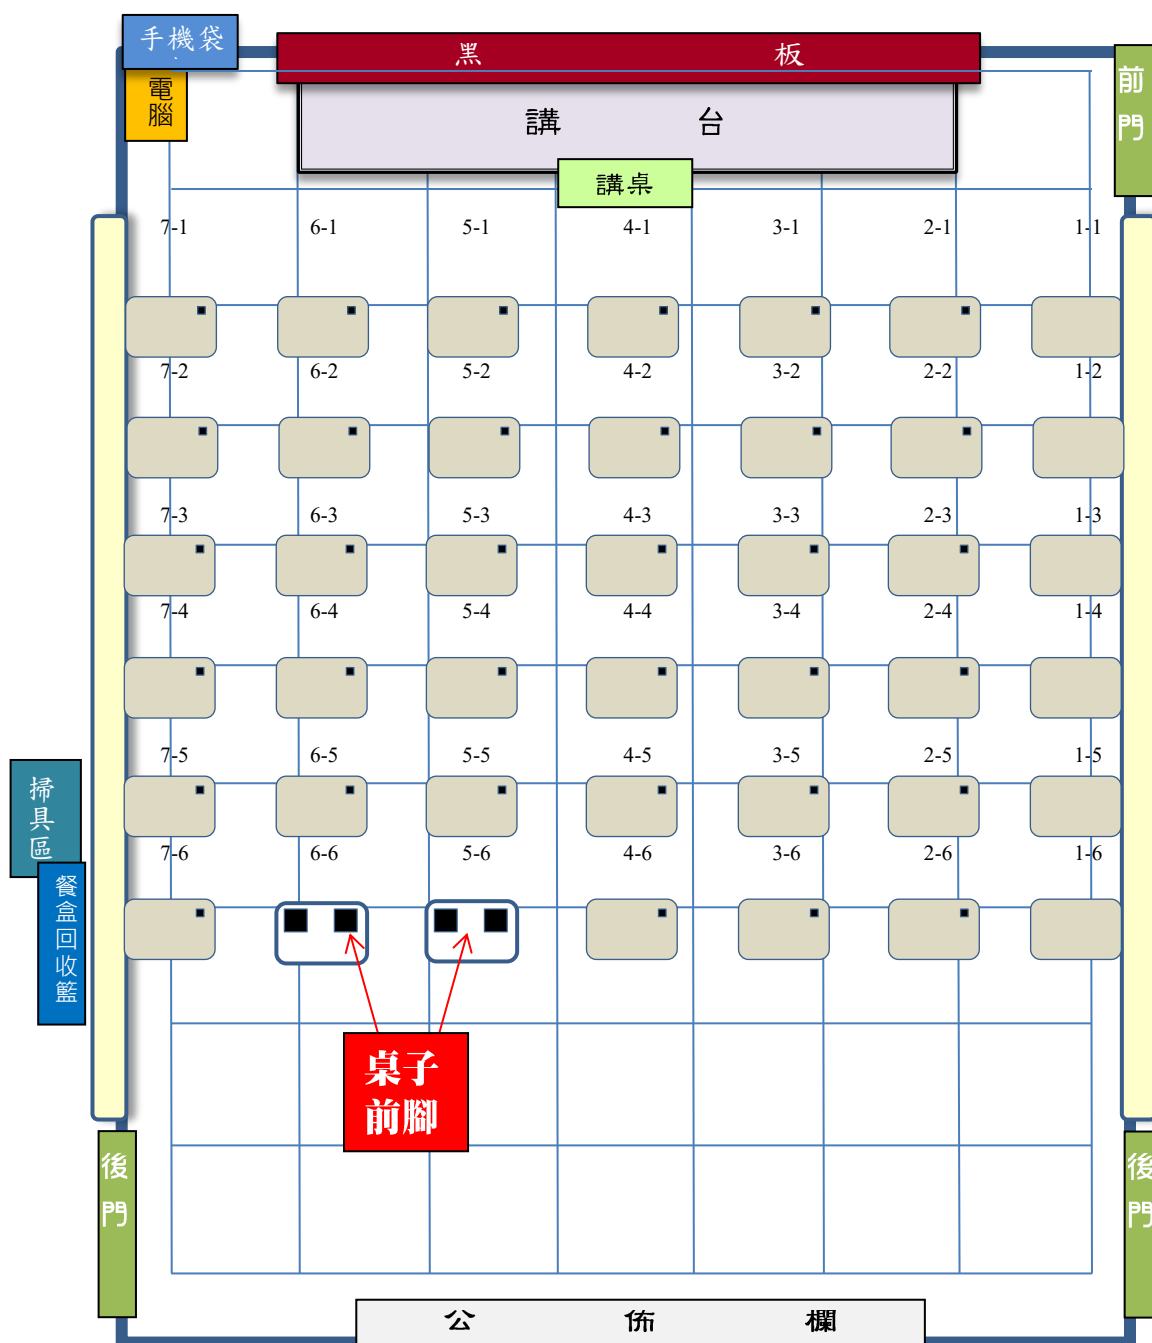 手機袋
黑 板
電腦
前門
講 台
講桌
7-1 6-1 5-1 4-1 3-1 2-1 1-1
7-2 6-2 5-2 4-2 3-2 2-2 1-2
7-3 6-3 5-3 4-3 3-3 2-3 1-3
7-4 6-4 5-4 4-4 3-4 2-4 1-4
7-5 6-5 5-5 4-5 3-5 2-5 1-5
掃具區
7-6 6-6 5-6 4-6 3-6 2-6 1-6
餐盒回收籃
桌子
前腳
後門
後門
公 佈 欄